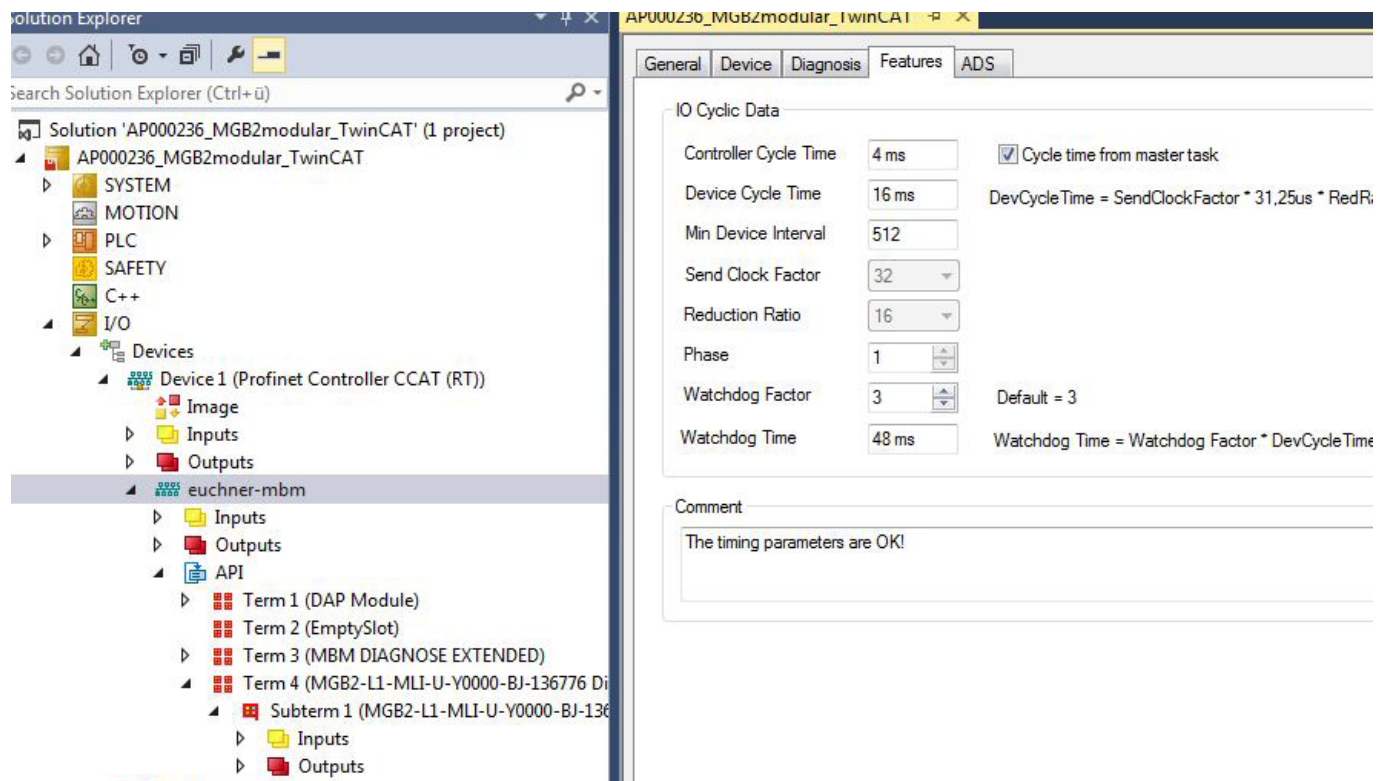 Solution Explorer
Search Solution Explorer (Ctrl+ü)
Solution 'AP000236_MGB2modular_TwinCAT' (1 project)
AP000236_MGB2modular_TwinCAT
SYSTEM
MOTION
PLC
SAFETY
C++
I/O
Devices
Device 1 (Profinet Controller CCAT (RT))
Image
Inputs
Outputs
euchner-mbm
Inputs
Outputs
API
Term 1 (DAP Module)
Term 2 (EmptySlot)
Term 3 (MBM DIAGNOSE EXTENDED)
Term 4 (MGB2-L1-MLI-U-Y0000-BJ-136776 Di
Subterm 1 (MGB2-L1-MLI-U-Y0000-BJ-136
Inputs
Outputs
AP000236_MGB2modular_TwinCAT
General Device Diagnosis Features ADS
IO Cyclic Data
Controller Cycle Time 4 ms Cycle time from master task
Device Cycle Time 16 ms DevCycleTime = SendClockFactor * 31,25us * RedRa
Min Device Interval 512
Send Clock Factor 32
Reduction Ratio 16
Phase 1
Watchdog Factor 3 Default = 3
Watchdog Time 48 ms Watchdog Time = Watchdog Factor * DevCycleTime
Comment
The timing parameters are OK!